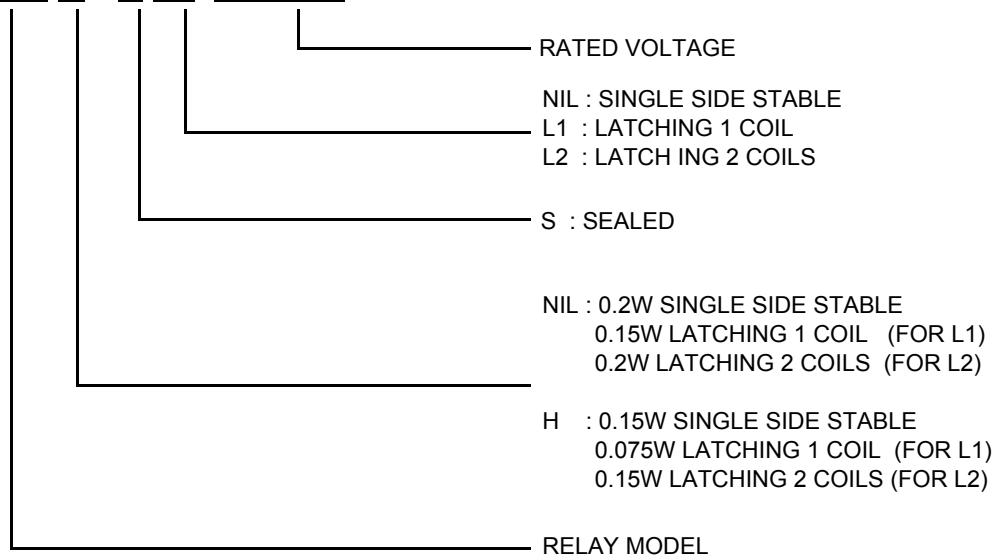 RATED VOLTAGE
NIL : SINGLE SIDE STABLE
L1 : LATCHING 1 COIL
L2 : LATCH ING 2 COILS
S : SEALED
NIL : 0.2W SINGLE SIDE STABLE
0.15W LATCHING 1 COIL (FOR L1)
0.2W LATCHING 2 COILS (FOR L2)
H : 0.15W SINGLE SIDE STABLE
0.075W LATCHING 1 COIL (FOR L1)
0.15W LATCHING 2 COILS (FOR L2)
RELAY MODEL